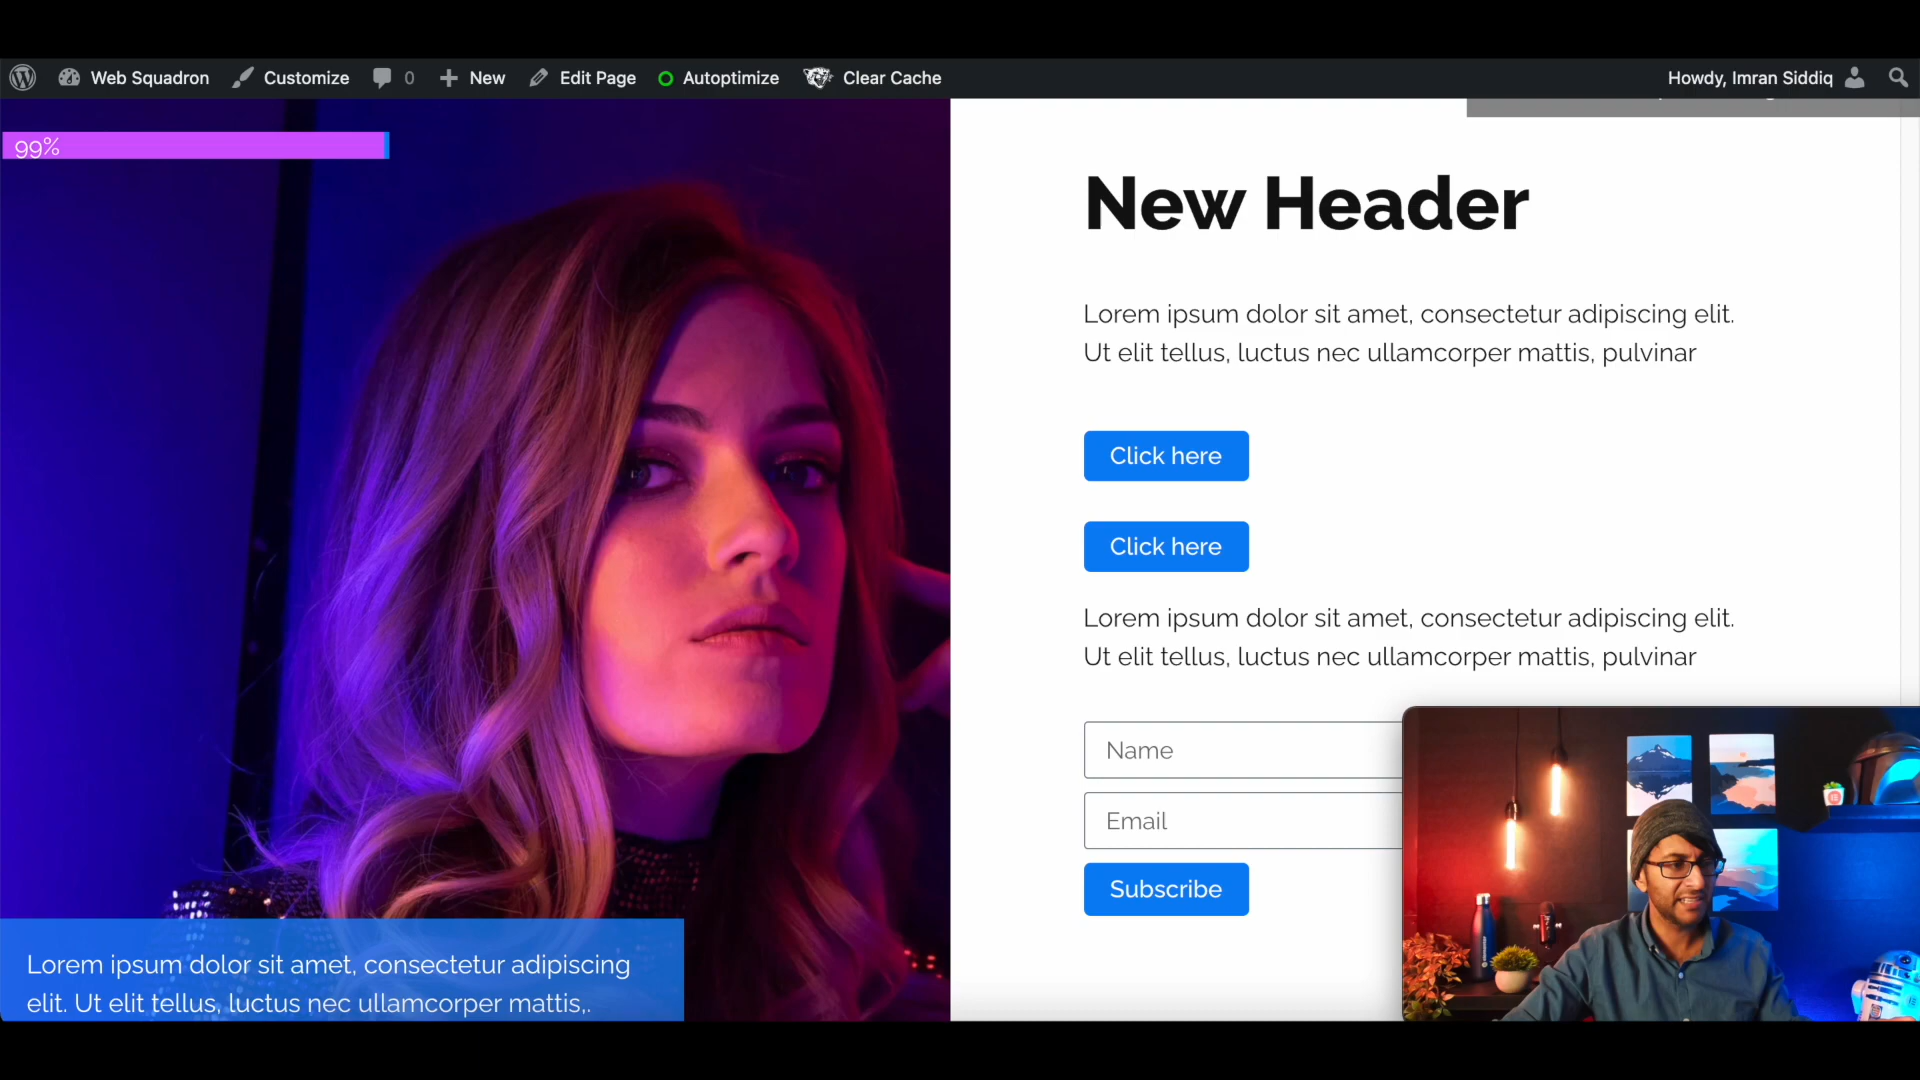 Web Squadron Customize 0 New Edit Page Autoptimize Clear Cache Howdy, Imran Siddiq
99%
New Header
Lorem ipsum dolor sit amet, consectetur adipiscing elit.
Ut elit tellus, luctus nec ullamcorper mattis, pulvinar
Click here
Click here
Lorem ipsum dolor sit amet, consectetur adipiscing elit.
Ut elit tellus, luctus nec ullamcorper mattis, pulvinar
Name
Email
Subscribe
Lorem ipsum dolor sit amet, consectetur adipiscing
elit. Ut elit tellus, luctus nec ullamcorper mattis,.